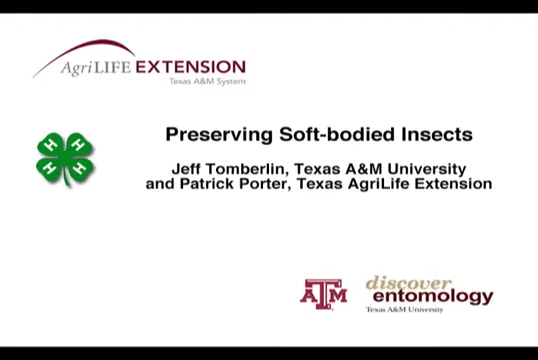 AgriLIFE EXTENSION
Texas A&M System
Preserving Soft-bodied Insects
H H
H H
Jeff Tomberlin, Texas A&M University
and Patrick Porter, Texas AgriLife Extension
ATM
discover
entomology
Texas A&M University